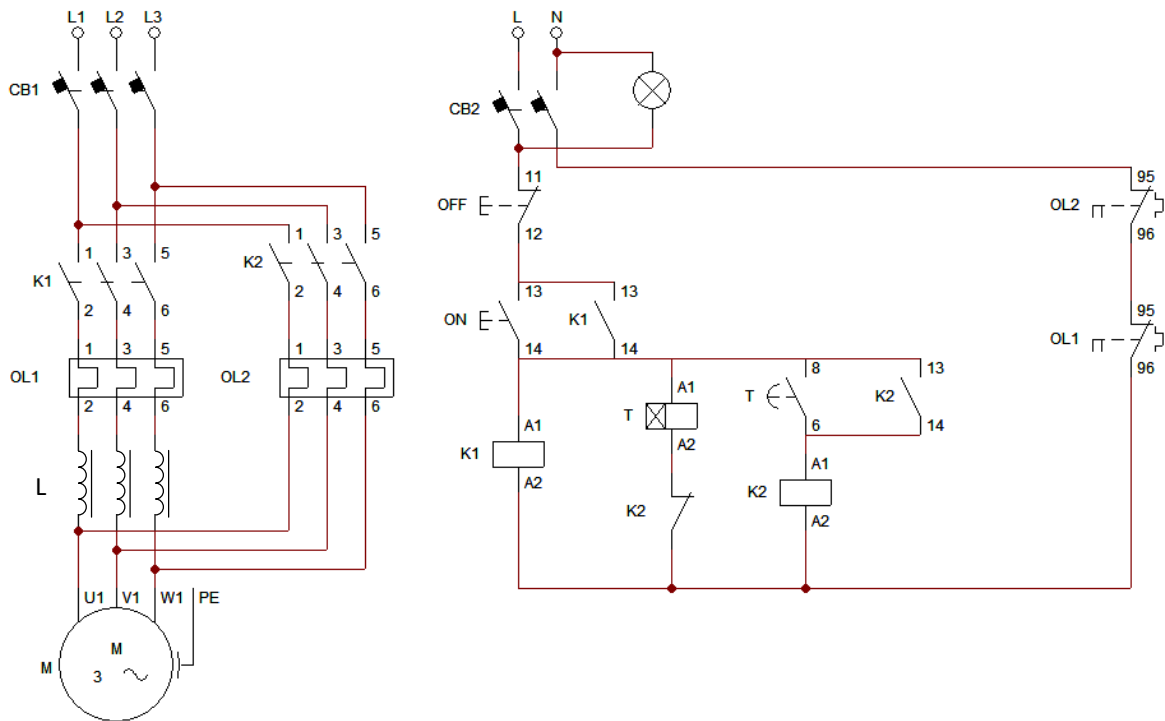 L1 L2 L3
CB1
1 3 5
K1
2 4 6
1 3 5
K2
2 4 6
1 3 5
OL1
2 4 6
1 3 5
OL2
2 4 6
L
U1 V1 W1 PE
M
M
3
L N
CB2
11
OFF
12
13 13
ON K1
14 14
A1
K1
A2
A1
T
A2
K2
8 13
T K2
6 14
A1
K2
A2
95
OL2
96
95
OL1
96